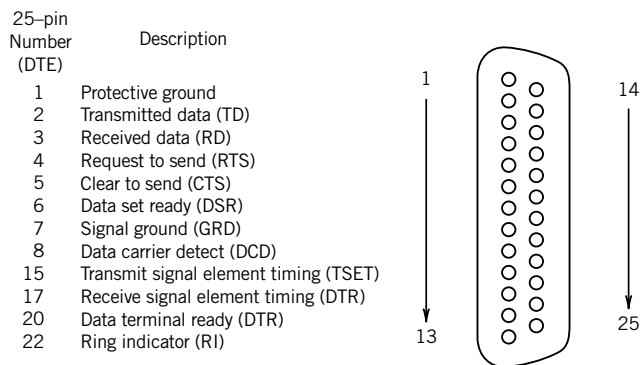 25–pin
Number
(DTE)
Description
1 Protective ground
2 Transmitted data (TD)
3 Received data (RD)
4 Request to send (RTS)
5 Clear to send (CTS)
6 Data set ready (DSR)
7 Signal ground (GRD)
8 Data carrier detect (DCD)
15 Transmit signal element timing (TSET)
17 Receive signal element timing (DTR)
20 Data terminal ready (DTR)
22 Ring indicator (RI)
1
13
14
25